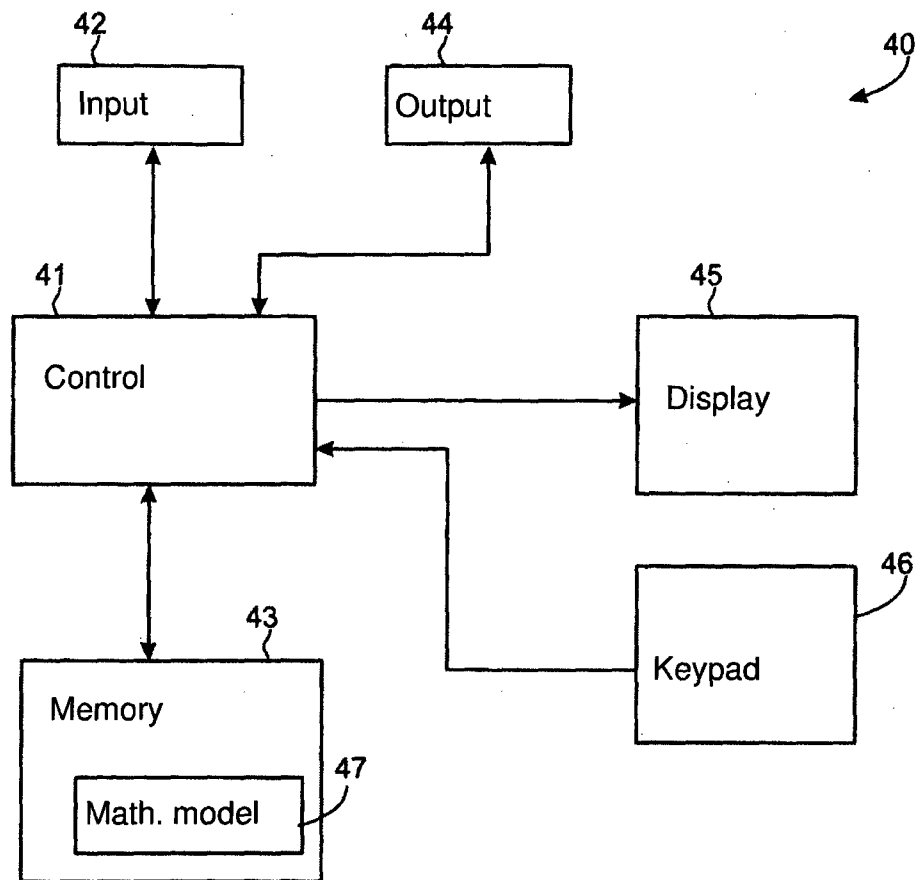 42
44
40
Input
Output
41
45
Control
Display
46
43
Keypad
Memory
47
Math. model